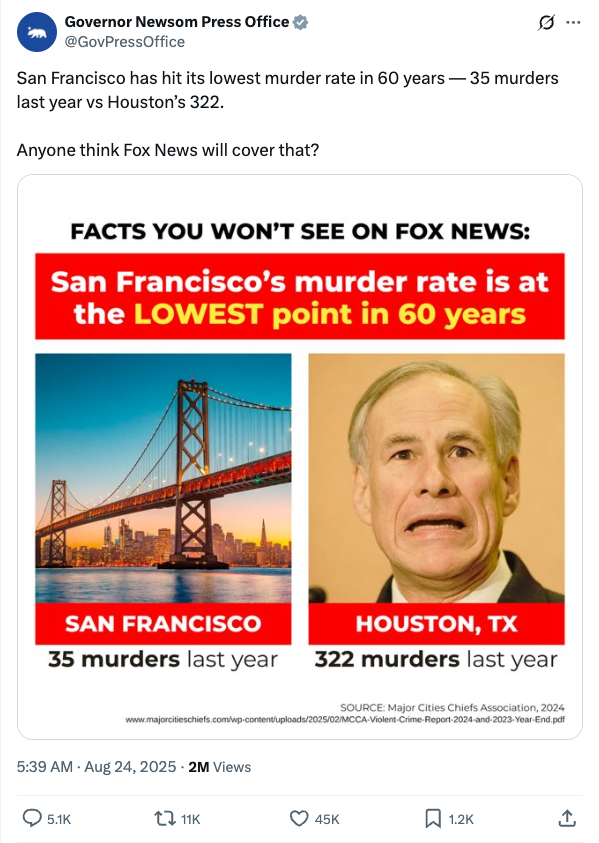 Governor Newsom Press Office
@GovPressOffice
San Francisco has hit its lowest murder rate in 60 years — 35 murders
last year vs Houston’s 322.
Anyone think Fox News will cover that?
FACTS YOU WON’T SEE ON FOX NEWS:
San Francisco’s murder rate is at
the LOWEST point in 60 years
SAN FRANCISCO
35 murders last year
HOUSTON, TX
322 murders last year
SOURCE: Major Cities Chiefs Association, 2024
www.majorcitieschiefs.com/wp-content/uploads/2025/02/MCCA-Violent-Crime-Report-2024-and-2023-Year-End.pdf
5:39 AM · Aug 24, 2025 · 2M Views
5.1K
11K
45K
1.2K